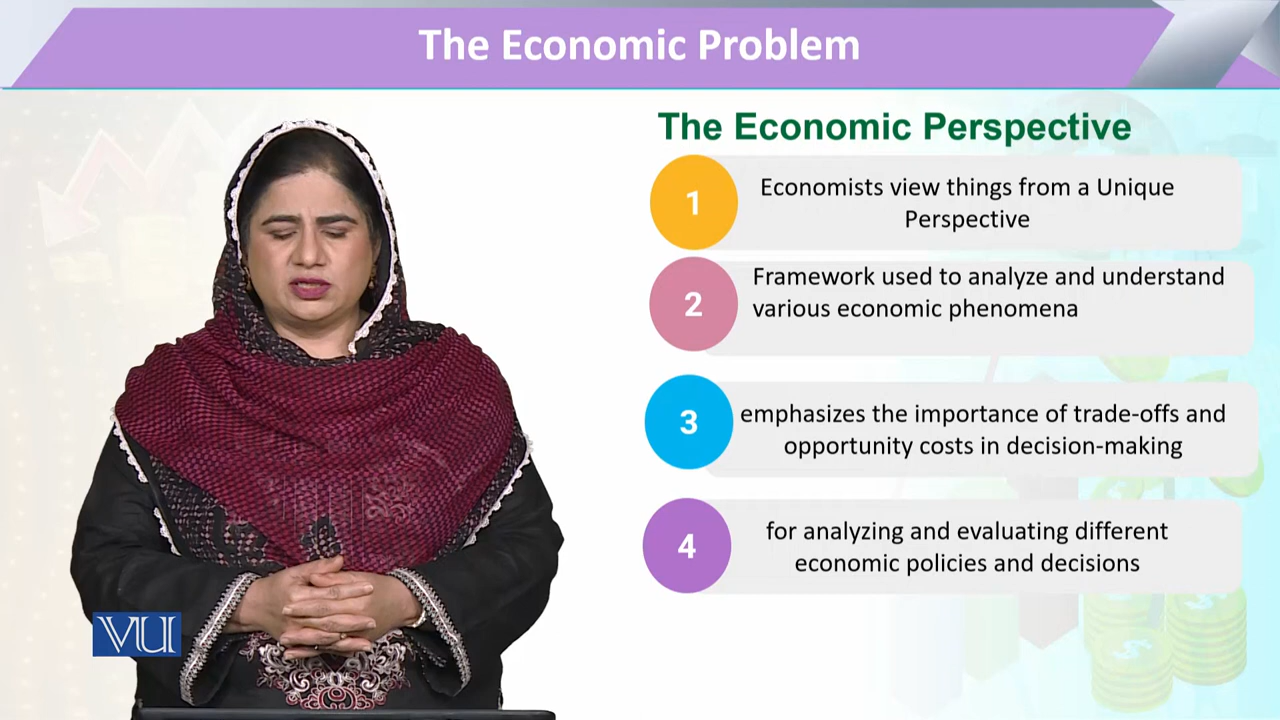 The Economic Problem
The Economic Perspective
1
Economists view things from a Unique
Perspective
2
Framework used to analyze and understand
various economic phenomena
3
emphasizes the importance of trade-offs and
opportunity costs in decision-making
4
for analyzing and evaluating different
economic policies and decisions
VU